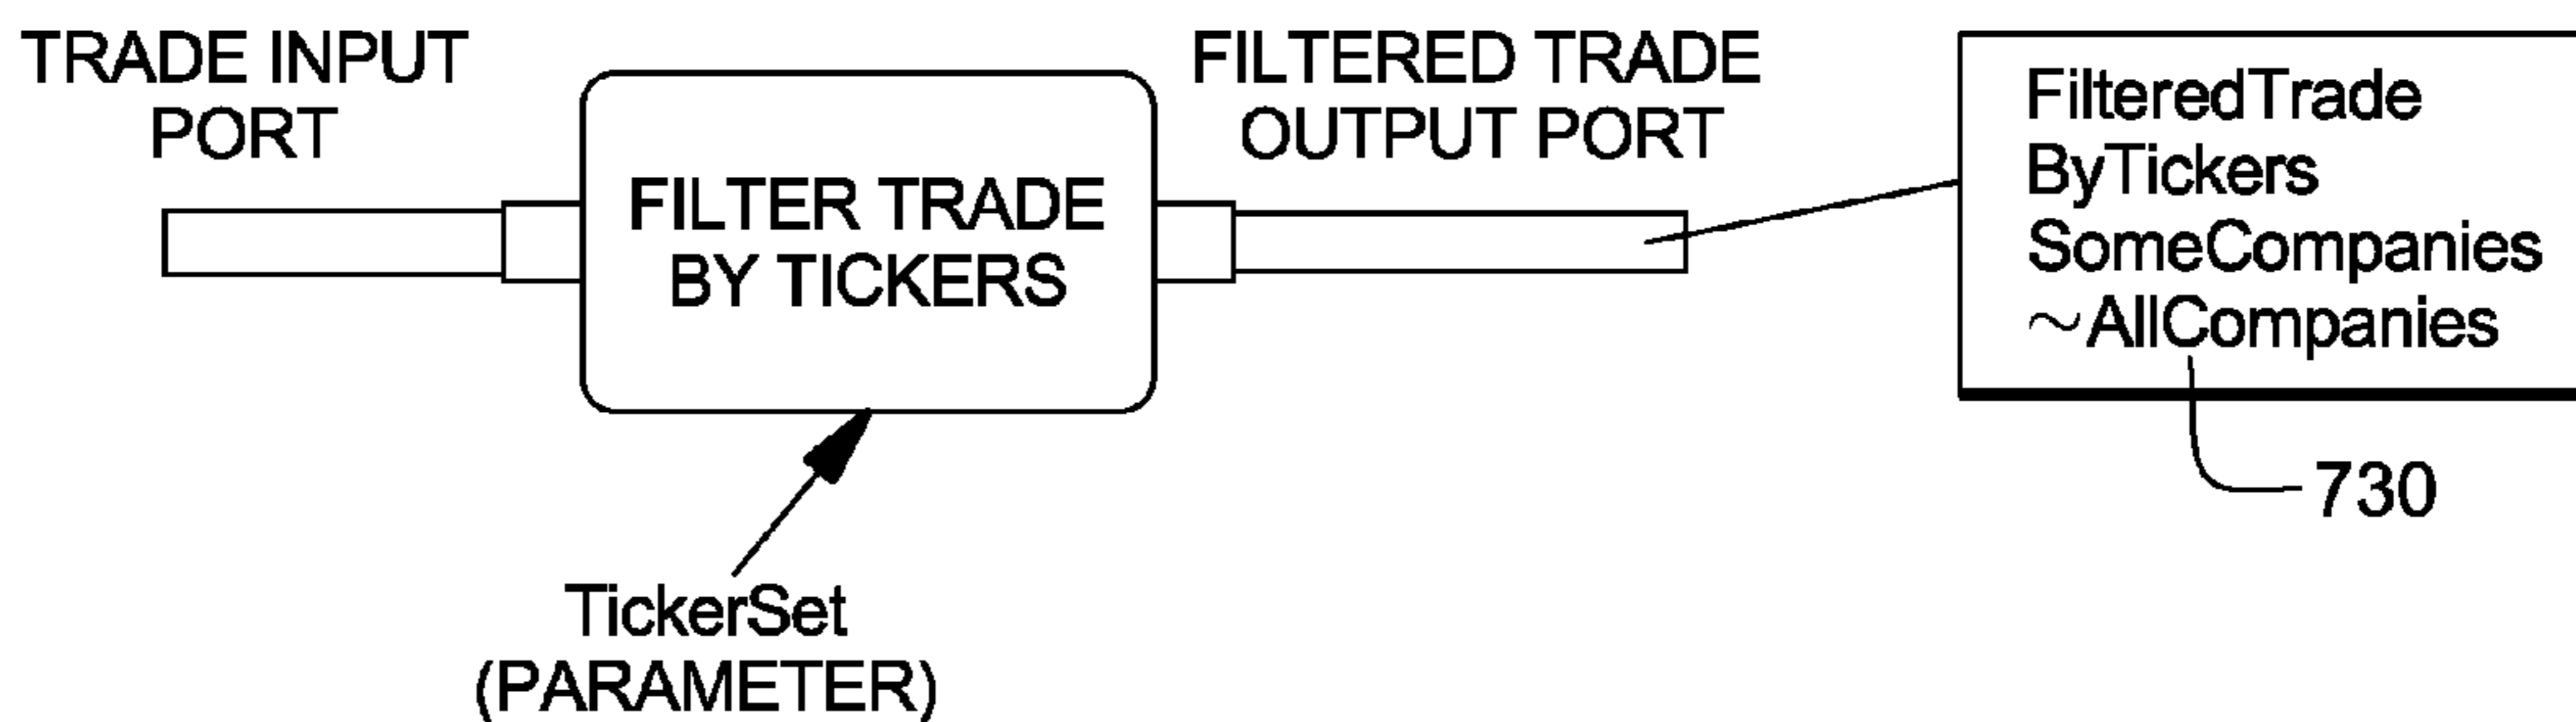 TRADE INPUT
PORT
FILTER TRADE
BY TICKERS
FILTERED TRADE
OUTPUT PORT
FilteredTrade
ByTickers
SomeCompanies
~AllCompanies
730
TickerSet
(PARAMETER)